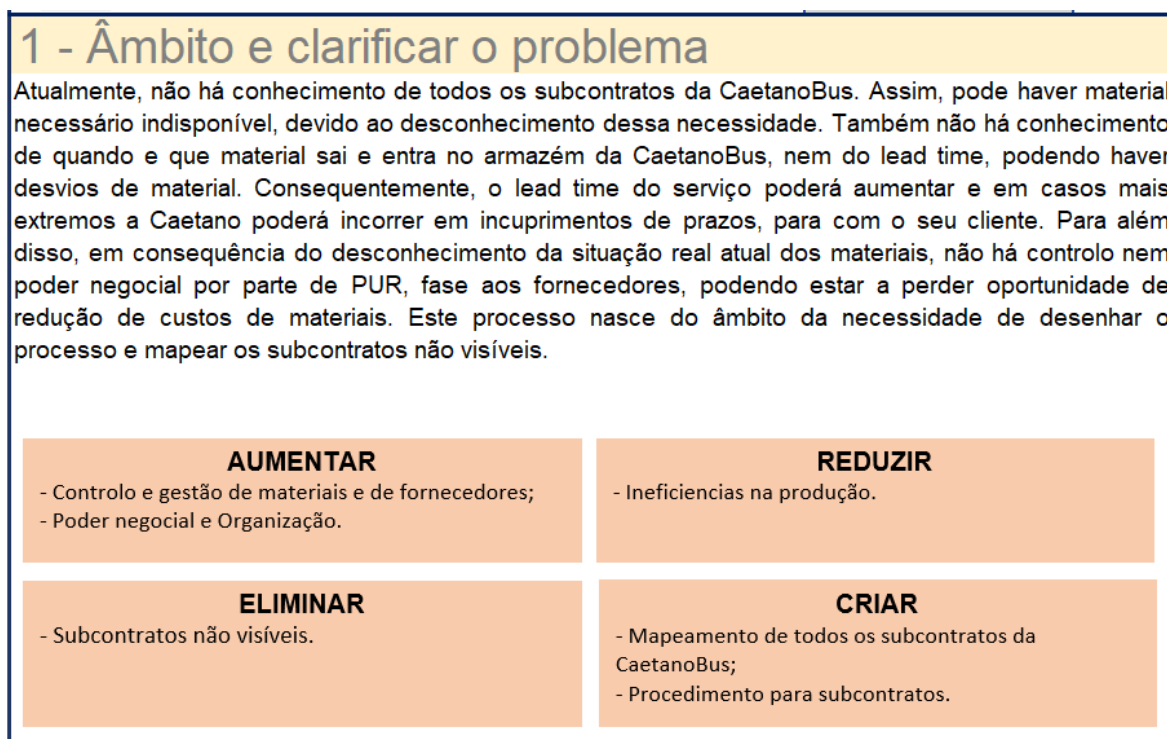 1 - Âmbito e clarificar o problema
Atualmente, não há conhecimento de todos os subcontratos da CaetanoBus. Assim, pode haver material
necessário indisponível, devido ao desconhecimento dessa necessidade. Também não há conhecimento
de quando e que material sai e entra no armazém da CaetanoBus, nem do lead time, podendo haver
desvios de material. Consequentemente, o lead time do serviço poderá aumentar e em casos mais
extremos a Caetano poderá incorrer em incuprimentos de prazos, para com o seu cliente. Para além
disso, em consequência do desconhecimento da situação real atual dos materiais, não há controlo nem
poder negocial por parte de PUR, fase aos fornecedores, podendo estar a perder oportunidade de
redução de custos de materiais. Este processo nasce do âmbito da necessidade de desenhar o
processo e mapear os subcontratos não visíveis.
AUMENTAR
- Controlo e gestão de materiais e de fornecedores;
- Poder negocial e Organização.
REDUZIR
- Ineficiencias na produção.
ELIMINAR
- Subcontratos não visíveis.
CRIAR
- Mapeamento de todos os subcontratos da
CaetanoBus;
- Procedimento para subcontratos.